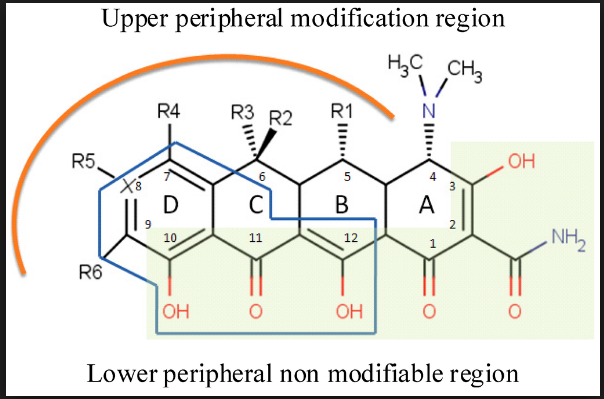 Upper peripheral modification region
H₃C CH₃
R4 R3 R2 R1 N
R5 OH
8 7 6 5 4 3
D C B A
9 10 11 12 1 2
NH₂
R6
OH O OH O O
Lower peripheral non modifiable region